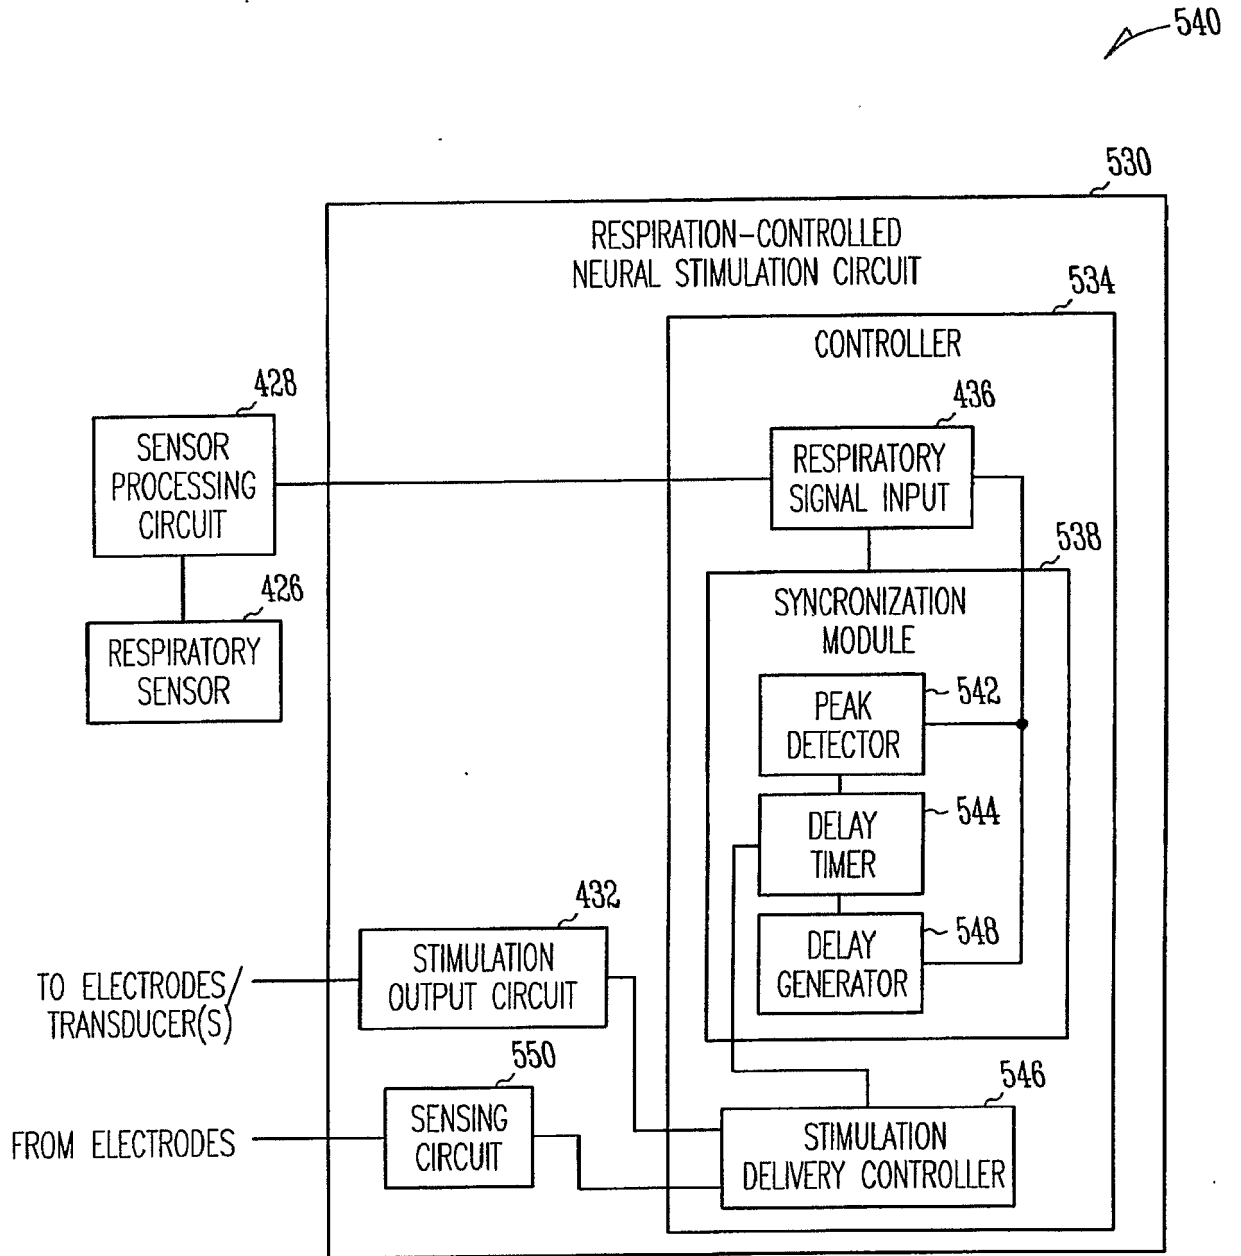 540
530
RESPIRATION-CONTROLLED
NEURAL STIMULATION CIRCUIT
534
CONTROLLER
428
SENSOR
PROCESSING
CIRCUIT
436
RESPIRATORY
SIGNAL INPUT
426
RESPIRATORY
SENSOR
538
SYNCRONIZATION
MODULE
542
PEAK
DETECTOR
544
DELAY
TIMER
548
DELAY
GENERATOR
432
STIMULATION
OUTPUT CIRCUIT
TO ELECTRODES/
TRANSDUCER(S)
550
SENSING
CIRCUIT
FROM ELECTRODES
546
STIMULATION
DELIVERY CONTROLLER